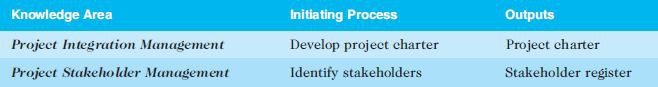 Knowledge Area Initiating Process Outputs
Project Integration Management Develop project charter Project charter
Project Stakeholder Management Identify stakeholders Stakeholder register